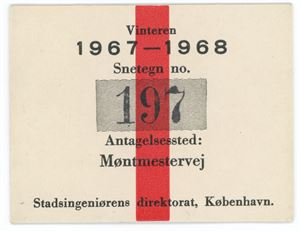 Vinteren
1967—1968
Snetegn no.
197
Antagelsessted:
Møntmestervej
Stadsingeniørens direktorat, København.